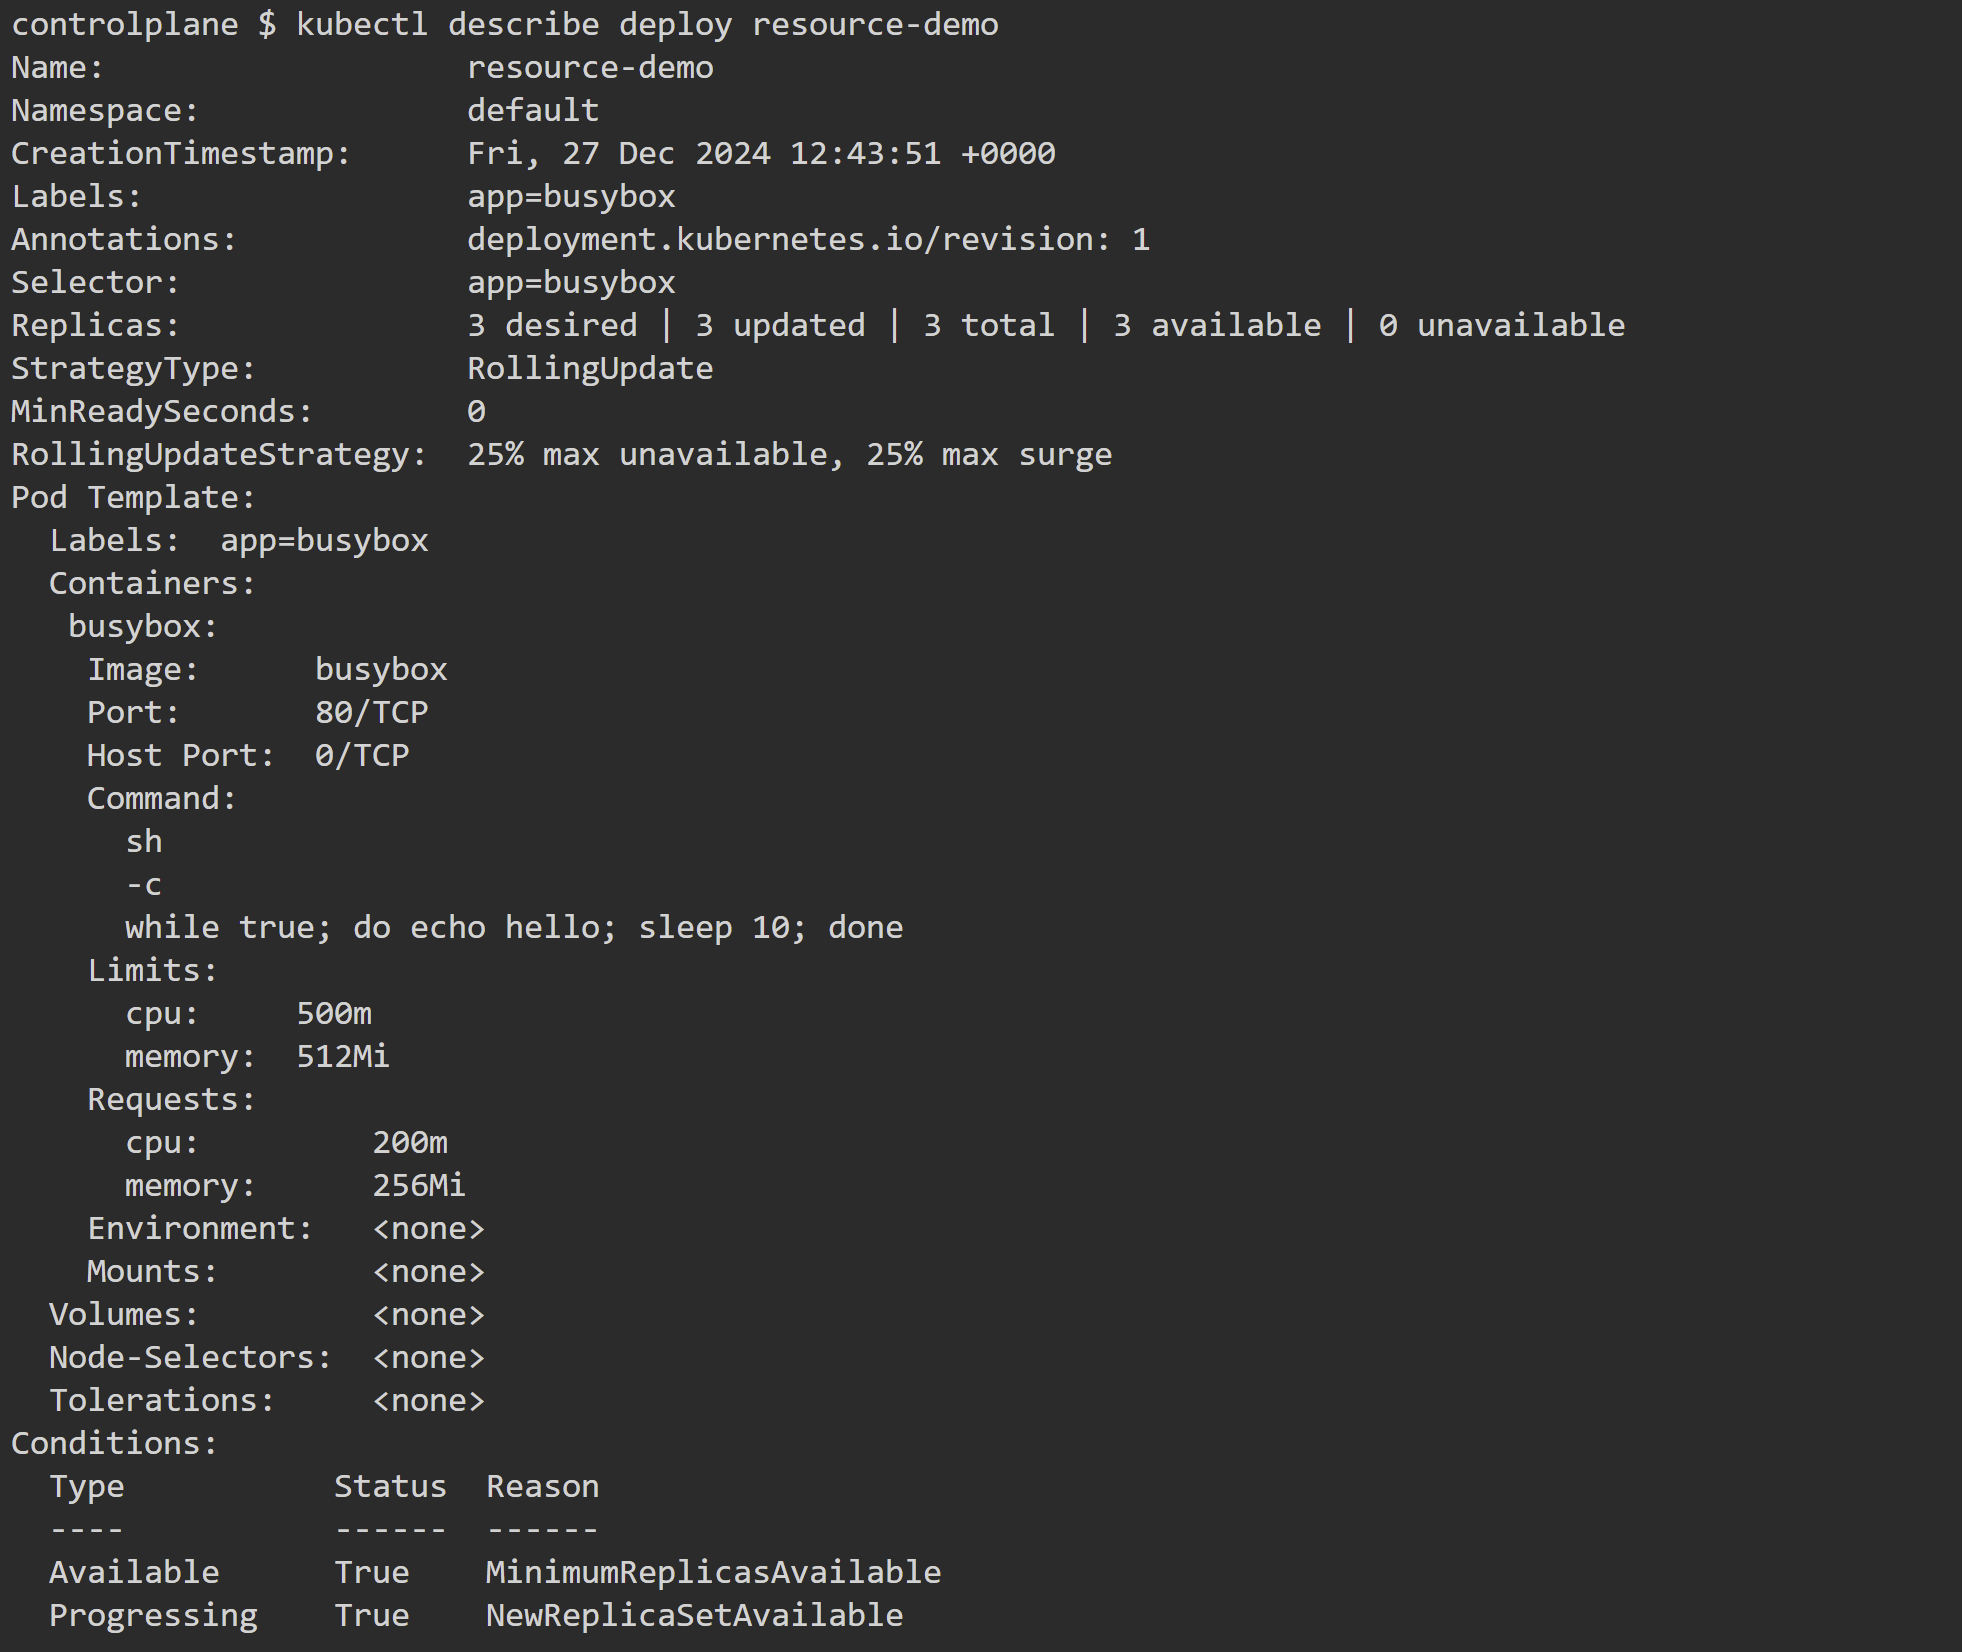 controlplane $ kubectl describe deploy resource-demo
Name:                   resource-demo
Namespace:              default
CreationTimestamp:      Fri, 27 Dec 2024 12:43:51 +0000
Labels:                 app=busybox
Annotations:            deployment.kubernetes.io/revision: 1
Selector:               app=busybox
Replicas:               3 desired | 3 updated | 3 total | 3 available | 0 unavailable
StrategyType:           RollingUpdate
MinReadySeconds:        0
RollingUpdateStrategy:  25% max unavailable, 25% max surge
Pod Template:
  Labels:  app=busybox
  Containers:
   busybox:
    Image:      busybox
    Port:       80/TCP
    Host Port:  0/TCP
    Command:
      sh
      -c
      while true; do echo hello; sleep 10; done
    Limits:
      cpu:     500m
      memory:  512Mi
    Requests:
      cpu:         200m
      memory:      256Mi
    Environment:   <none>
    Mounts:        <none>
  Volumes:         <none>
  Node-Selectors:  <none>
  Tolerations:     <none>
Conditions:
  Type           Status  Reason
  ----           ------  ------
  Available      True    MinimumReplicasAvailable
  Progressing    True    NewReplicaSetAvailable